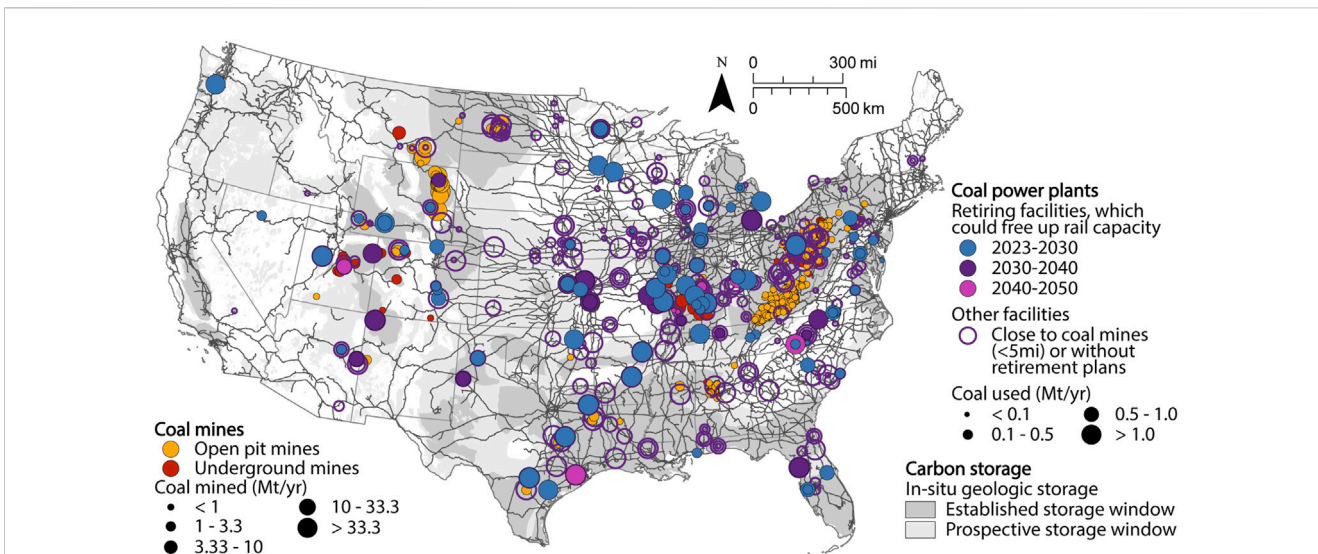 N
0 300 mi
0 500 km
Coal power plants
Retiring facilities, which
could free up rail capacity
2023-2030
2030-2040
2040-2050
Other facilities
Close to coal mines
(<5mi) or without
retirement plans
Coal used (Mt/yr)
< 0.1 0.5 - 1.0
0.1 - 0.5 > 1.0
Coal mines
Open pit mines
Underground mines
Coal mined (Mt/yr)
< 1 10 - 33.3
1 - 3.3 > 33.3
3.33 - 10
Carbon storage
In-situ geologic storage
Established storage window
Prospective storage window